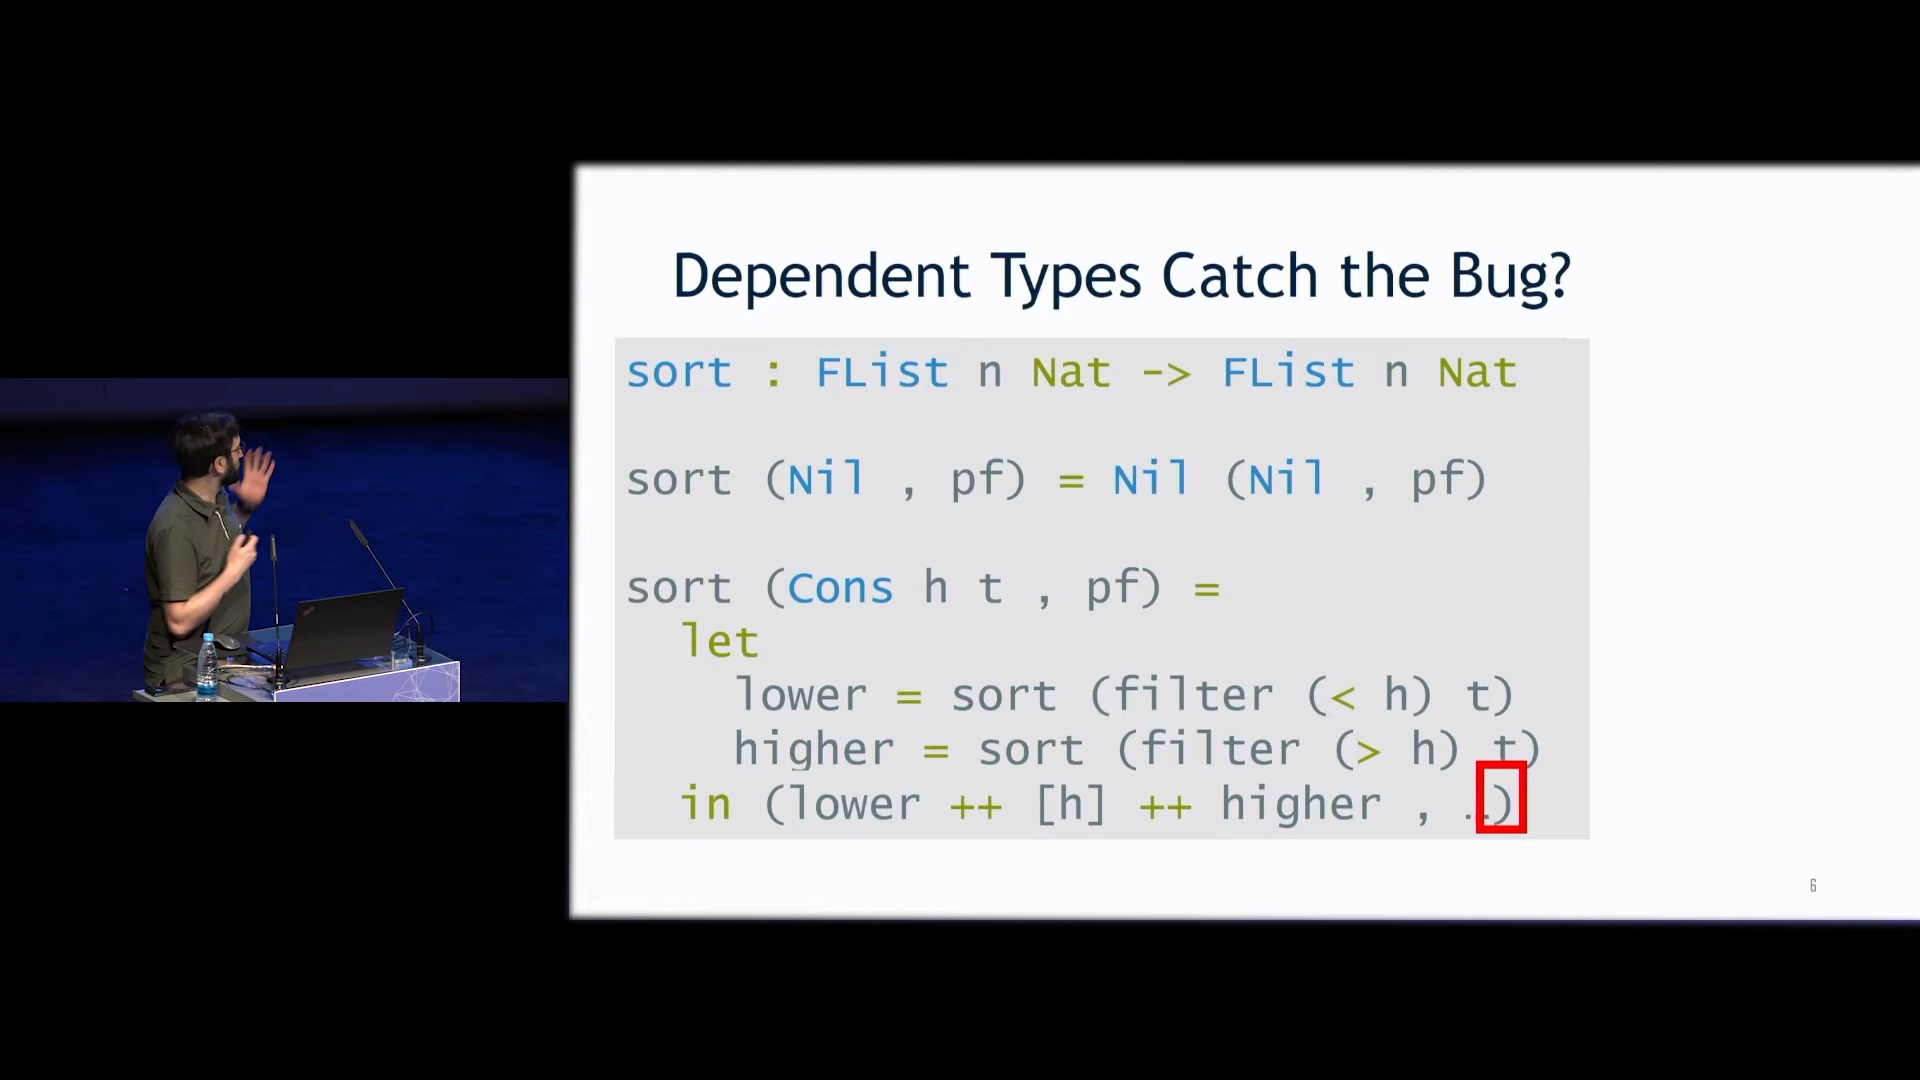 Dependent Types Catch the Bug?
sort : FList n Nat -> FList n Nat
sort (Nil , pf) = Nil (Nil , pf)
sort (Cons h t , pf) =
let
lower = sort (filter (< h) t)
higher = sort (filter (> h) t)
in (lower ++ [h] ++ higher , …)
6